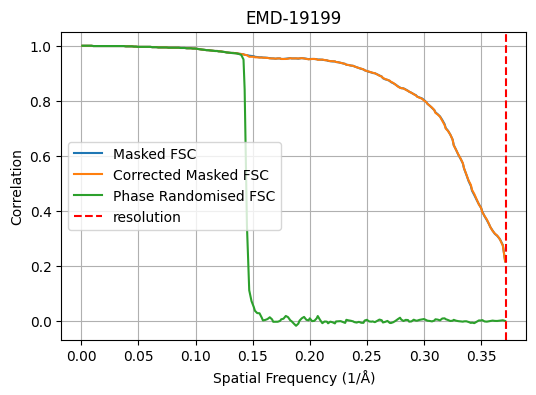 EMD-19199
1.0
0.8
0.6
0.4
0.2
0.0
Correlation
Masked FSC
Corrected Masked FSC
Phase Randomised FSC
resolution
0.00 0.05 0.10 0.15 0.20 0.25 0.30 0.35
Spatial Frequency (1/Å)